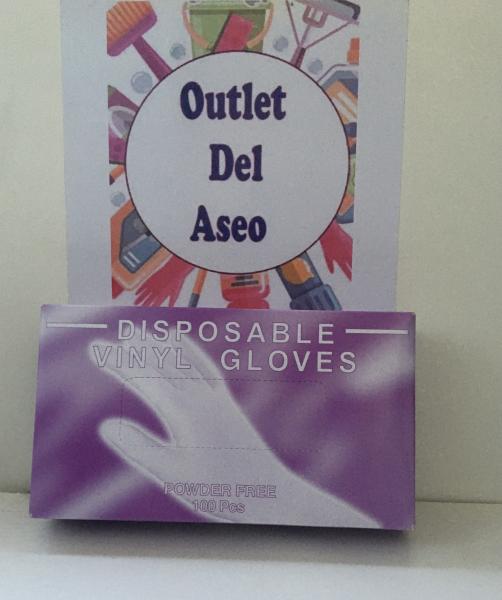 Outlet
Del
Aseo
DISPOSABLE
VINYL GLOVES
POWDER FREE
100 Pcs